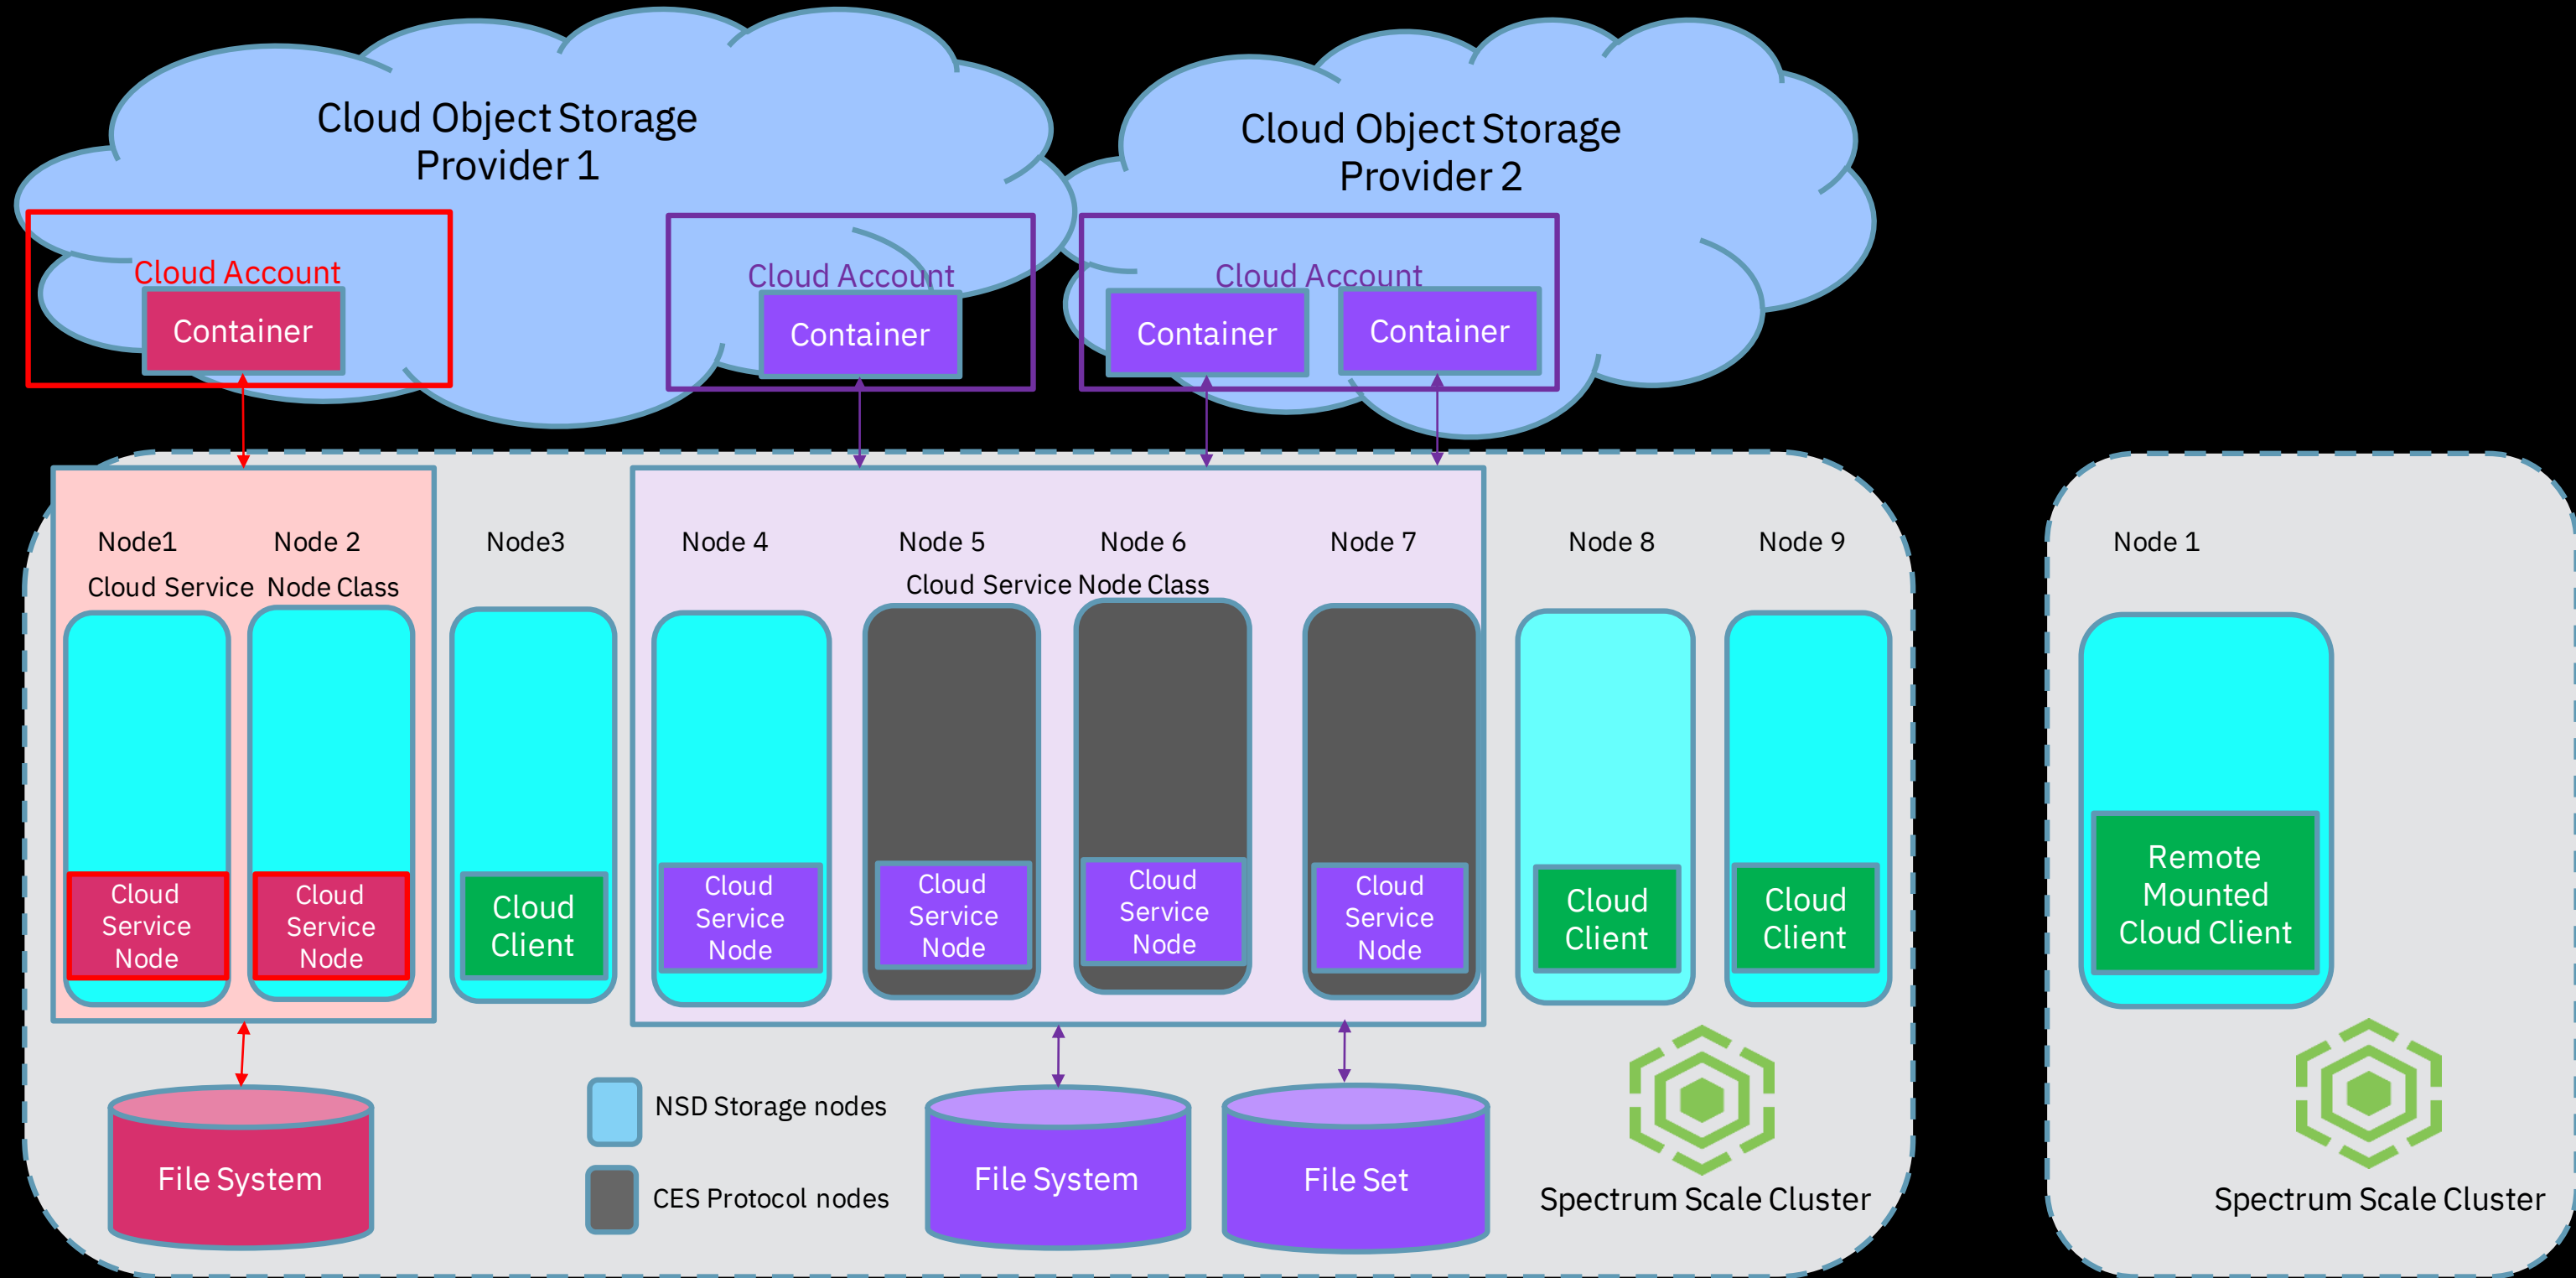 Cloud Object Storage
Provider 1
Cloud Object Storage
Provider 2
Cloud Account
Container
Cloud Account
Container
Cloud Account
Container
Container
Node1
Node 2
Cloud Service Node Class
Node3
Node 4
Node 5
Node 6
Node 7
Cloud Service Node Class
Node 8
Node 9
Node 1
Cloud
Service
Node
Cloud
Service
Node
Cloud
Client
Cloud
Service
Node
Cloud
Service
Node
Cloud
Service
Node
Cloud
Service
Node
Cloud
Client
Cloud
Client
Remote
Mounted
Cloud Client
File System
NSD Storage nodes
CES Protocol nodes
File System
File Set
Spectrum Scale Cluster
Spectrum Scale Cluster